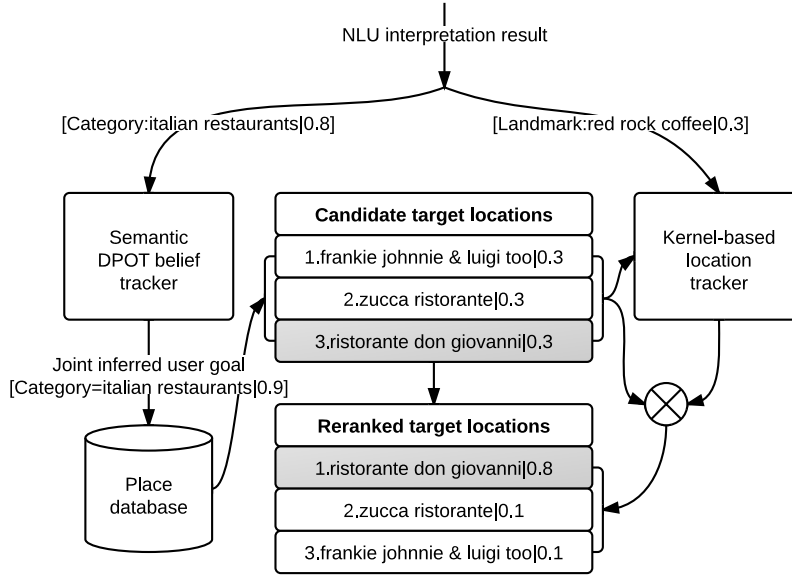 NLU interpretation result
[Category:italian restaurants|0.8]
[Landmark:red rock coffee|0.3]
Semantic
DPOT belief
tracker
Candidate target locations
1.frankie johnnie & luigi too|0.3
2.zucca ristorante|0.3
3.ristorante don giovanni|0.3
Kernel-based
location
tracker
Joint inferred user goal
[Category=italian restaurants|0.9]
Place
database
Reranked target locations
1.ristorante don giovanni|0.8
2.zucca ristorante|0.1
3.frankie johnnie & luigi too|0.1